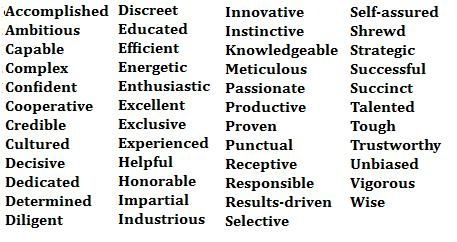 Accomplished
Ambitious
Capable
Complex
Confident
Cooperative
Credible
Cultured
Decisive
Dedicated
Determined
Diligent
Discreet
Educated
Efficient
Energetic
Enthusiastic
Excellent
Exclusive
Experienced
Helpful
Honorable
Impartial
Industrious
Innovative
Instinctive
Knowledgeable
Meticulous
Passionate
Productive
Proven
Punctual
Receptive
Responsible
Results-driven
Selective
Self-assured
Shrewd
Strategic
Successful
Succinct
Talented
Tough
Trustworthy
Unbiased
Vigorous
Wise